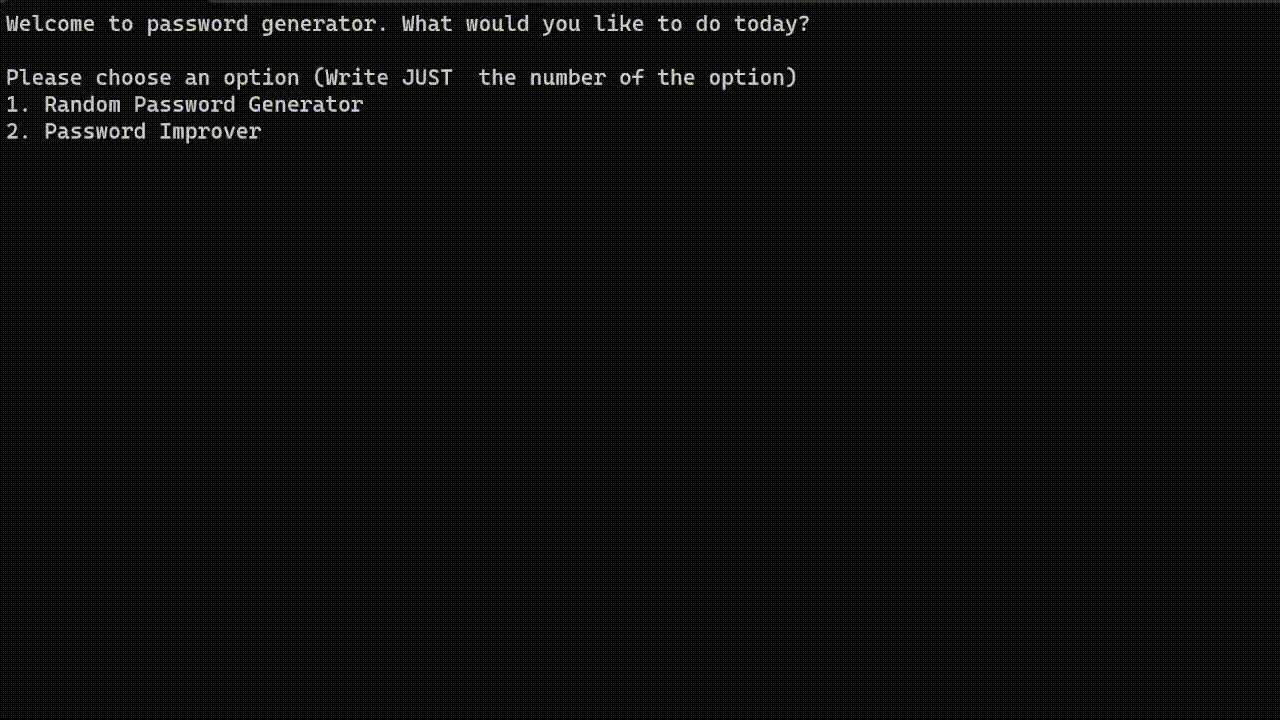 Welcome to password generator. What would you like to do today?
Please choose an option (Write JUST  the number of the option)
1. Random Password Generator
2. Password Improver